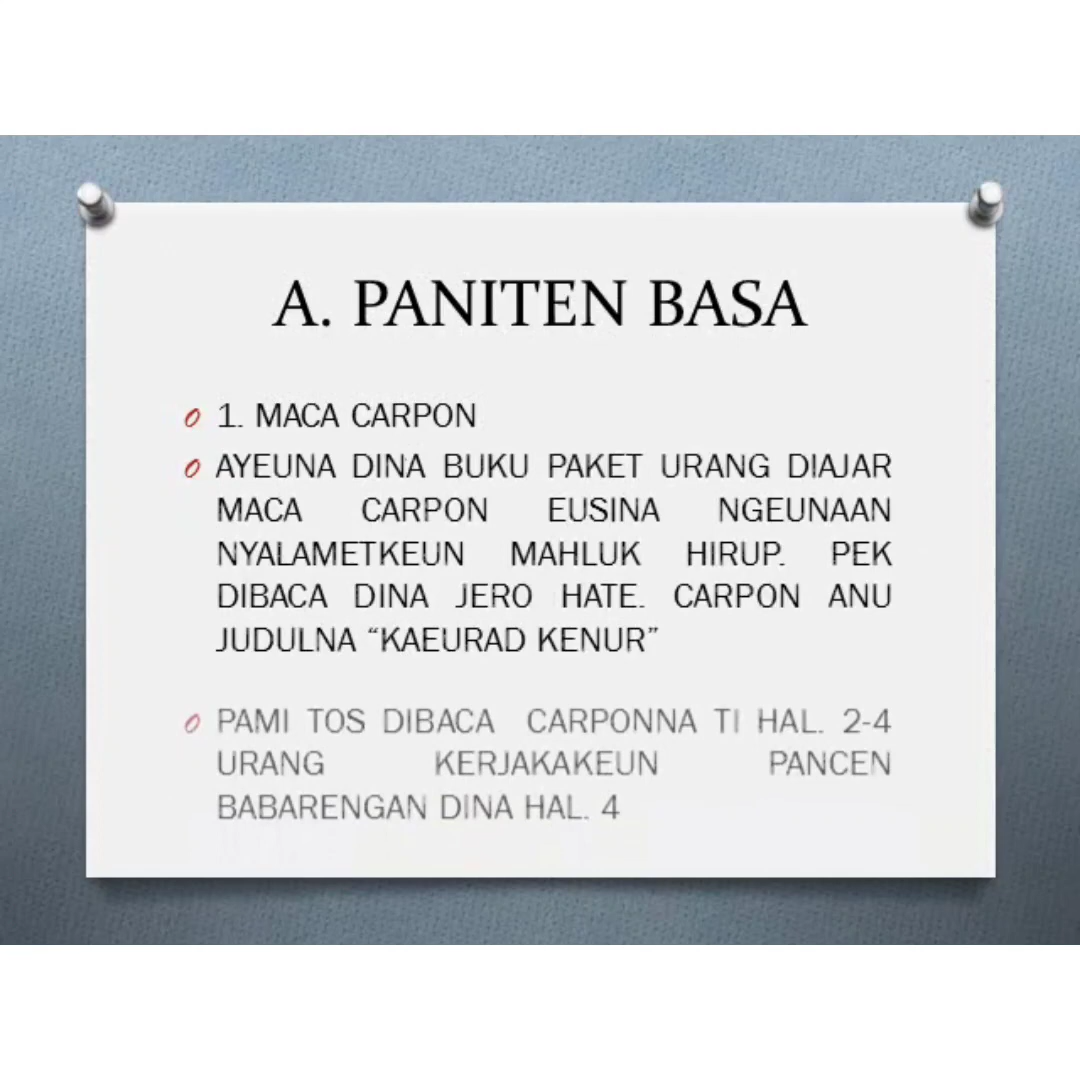 A. PANITEN BASA
1. MACA CARPON
AYEUNA DINA BUKU PAKET URANG DIAJAR
MACA CARPON EUSINA NGEUNAAN
NYALAMETKEUN MAHLUK HIRUP. PEK
DIBACA DINA JERO HATE. CARPON ANU
JUDULNA “KAEURAD KENUR”
PAMI TOS DIBACA CARPONNA TI HAL. 2-4
URANG KERJAKAKEUN PANCEN
BABARENGAN DINA HAL. 4